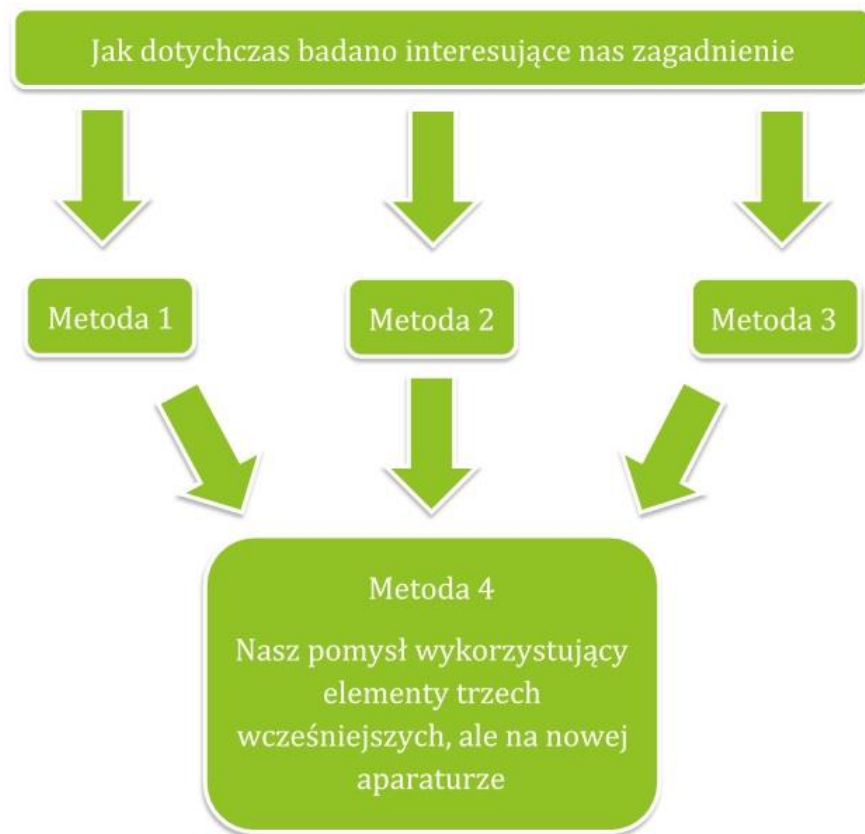 Jak dotychczas badano interesujące nas zagadnienie
Metoda 1
Metoda 2
Metoda 3
Metoda 4
Nasz pomysł wykorzystujący
elementy trzech
wcześniejszych, ale na nowej
aparaturze